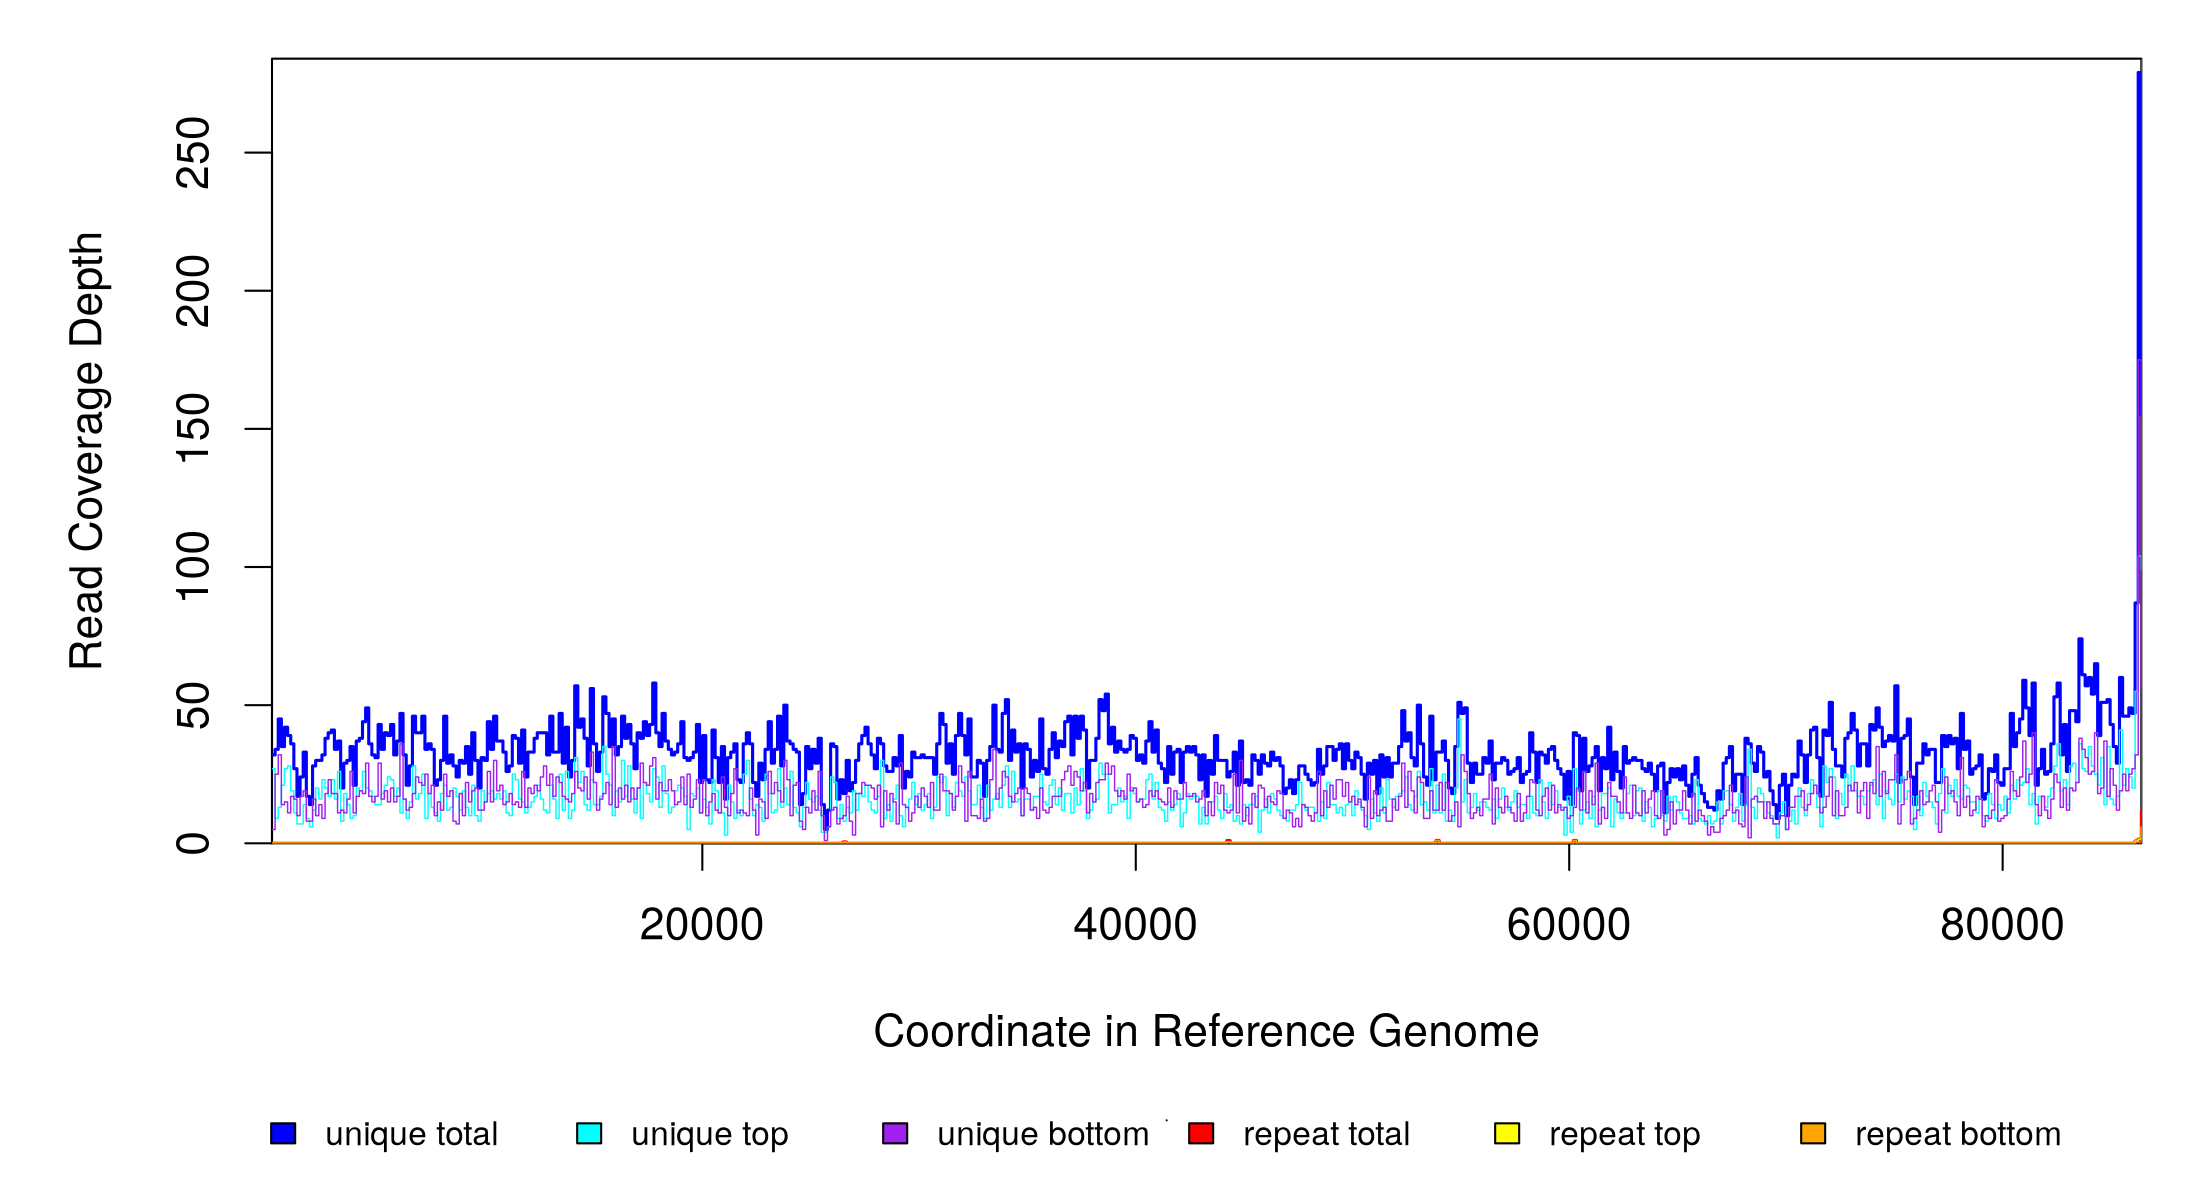 250
200
150
100
50
0
Read Coverage Depth
20000 40000 60000 80000
Coordinate in Reference Genome
unique total unique top unique bottom repeat total repeat top repeat bottom